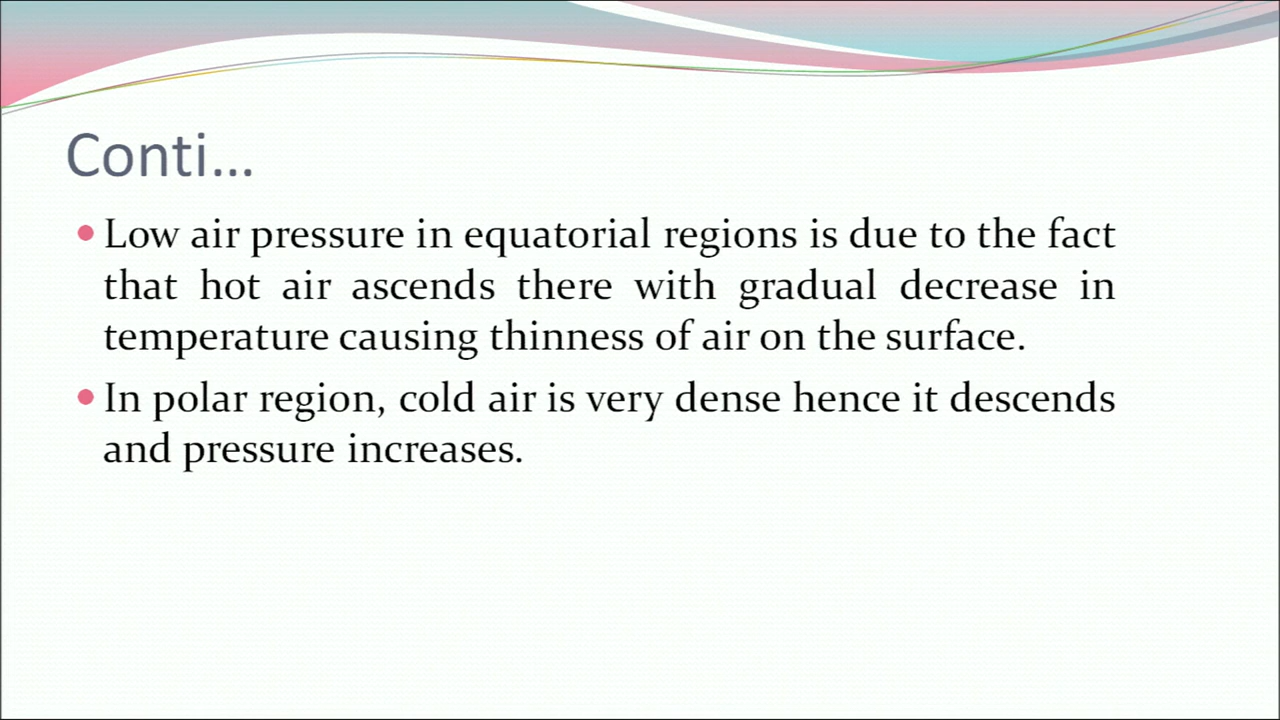 Conti...
Low air pressure in equatorial regions is due to the fact
that hot air ascends there with gradual decrease in
temperature causing thinness of air on the surface.
In polar region, cold air is very dense hence it descends
and pressure increases.